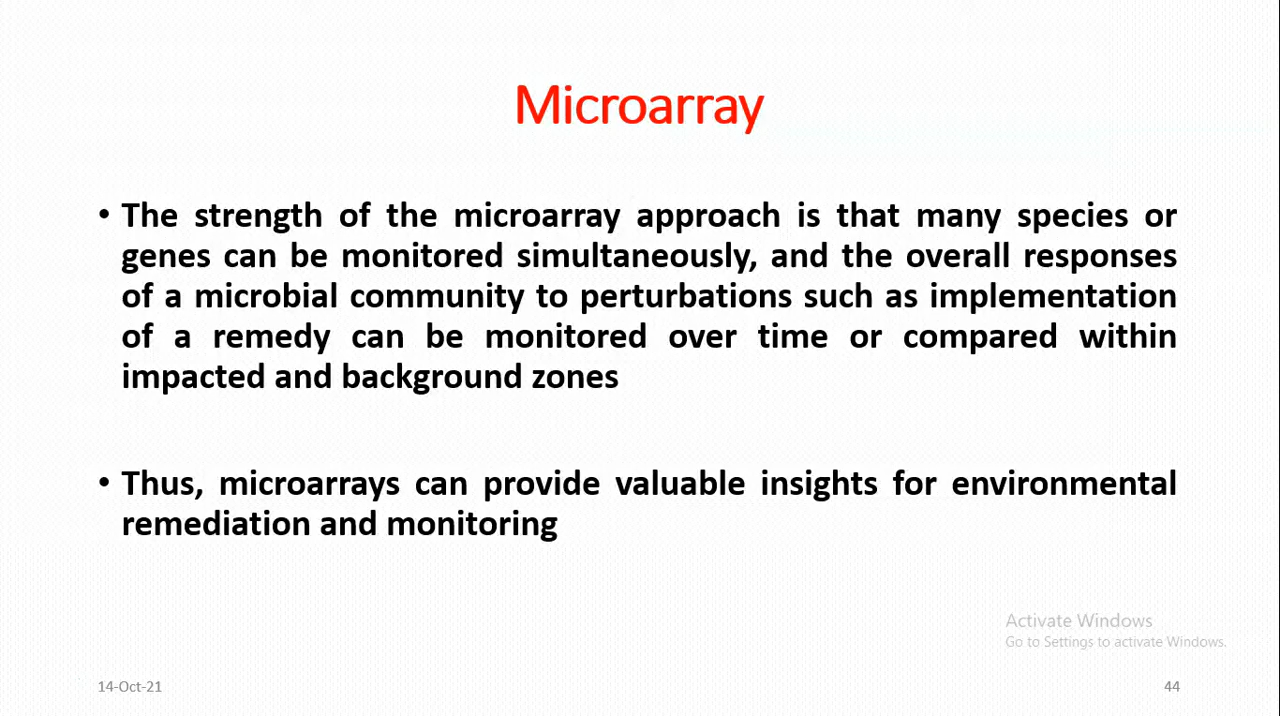 Microarray
• The strength of the microarray approach is that many species or
genes can be monitored simultaneously, and the overall responses
of a microbial community to perturbations such as implementation
of a remedy can be monitored over time or compared within
impacted and background zones
• Thus, microarrays can provide valuable insights for environmental
remediation and monitoring
Activate Windows
Go to Settings to activate Windows.
14-Oct-21
44